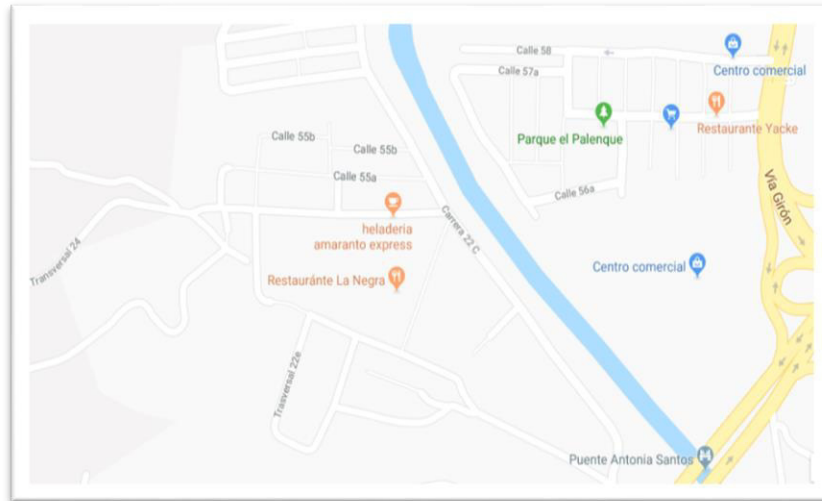 Calle 58
Centro comercial
Calle 57a
Parque el Palenque
Restaurante Yacke
Calle 55b
Calle 55b
Calle 55a
Calle 56a
Vía Girón
heladeria
amaranto express
Carrera 22 C
Transversal 24
Restauránte La Negra
Centro comercial
Trasversal 22e
Puente Antonia Santos